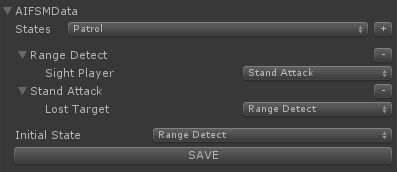 AIFSMData
States Patrol +
Range Detect -
Sight Player Stand Attack
Stand Attack -
Lost Target Range Detect
Initial State Range Detect
SAVE